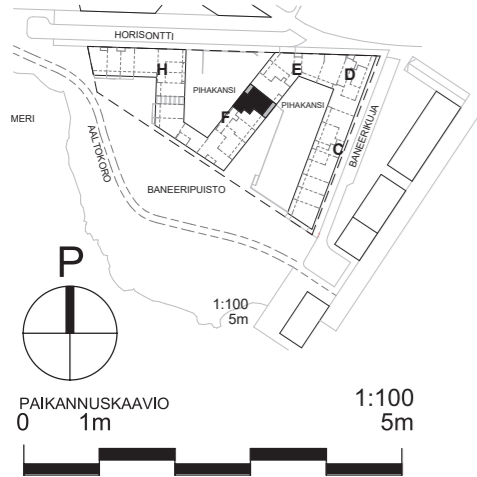 HORISONTTI
H
E
D
PIHAKANSI
PIHAKANSI
F
MERI
AALTOKORO
C
BANEERIKUJA
BANEERIPUISTO
P
1:100
5m
PAIKANNUSKAAVIO
1:100
0 1m 5m